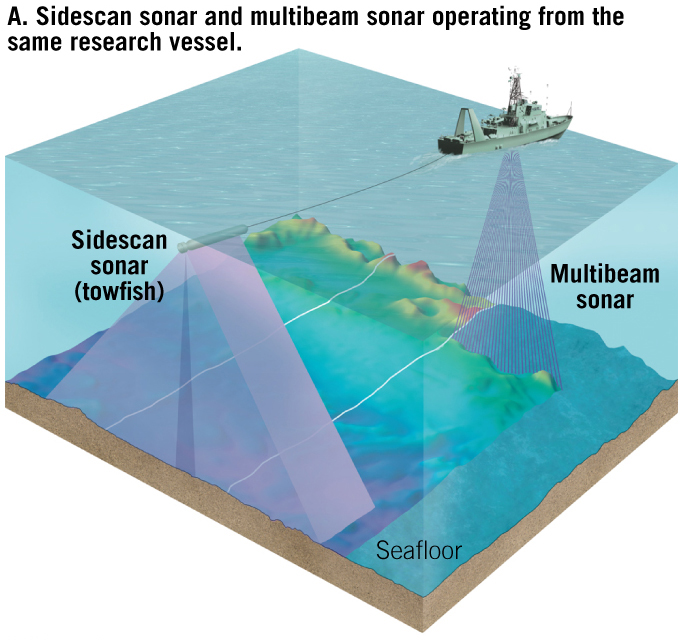 A. Sidescan sonar and multibeam sonar operating from the
same research vessel.
Sidescan
sonar
(towfish)
Multibeam
sonar
Seafloor